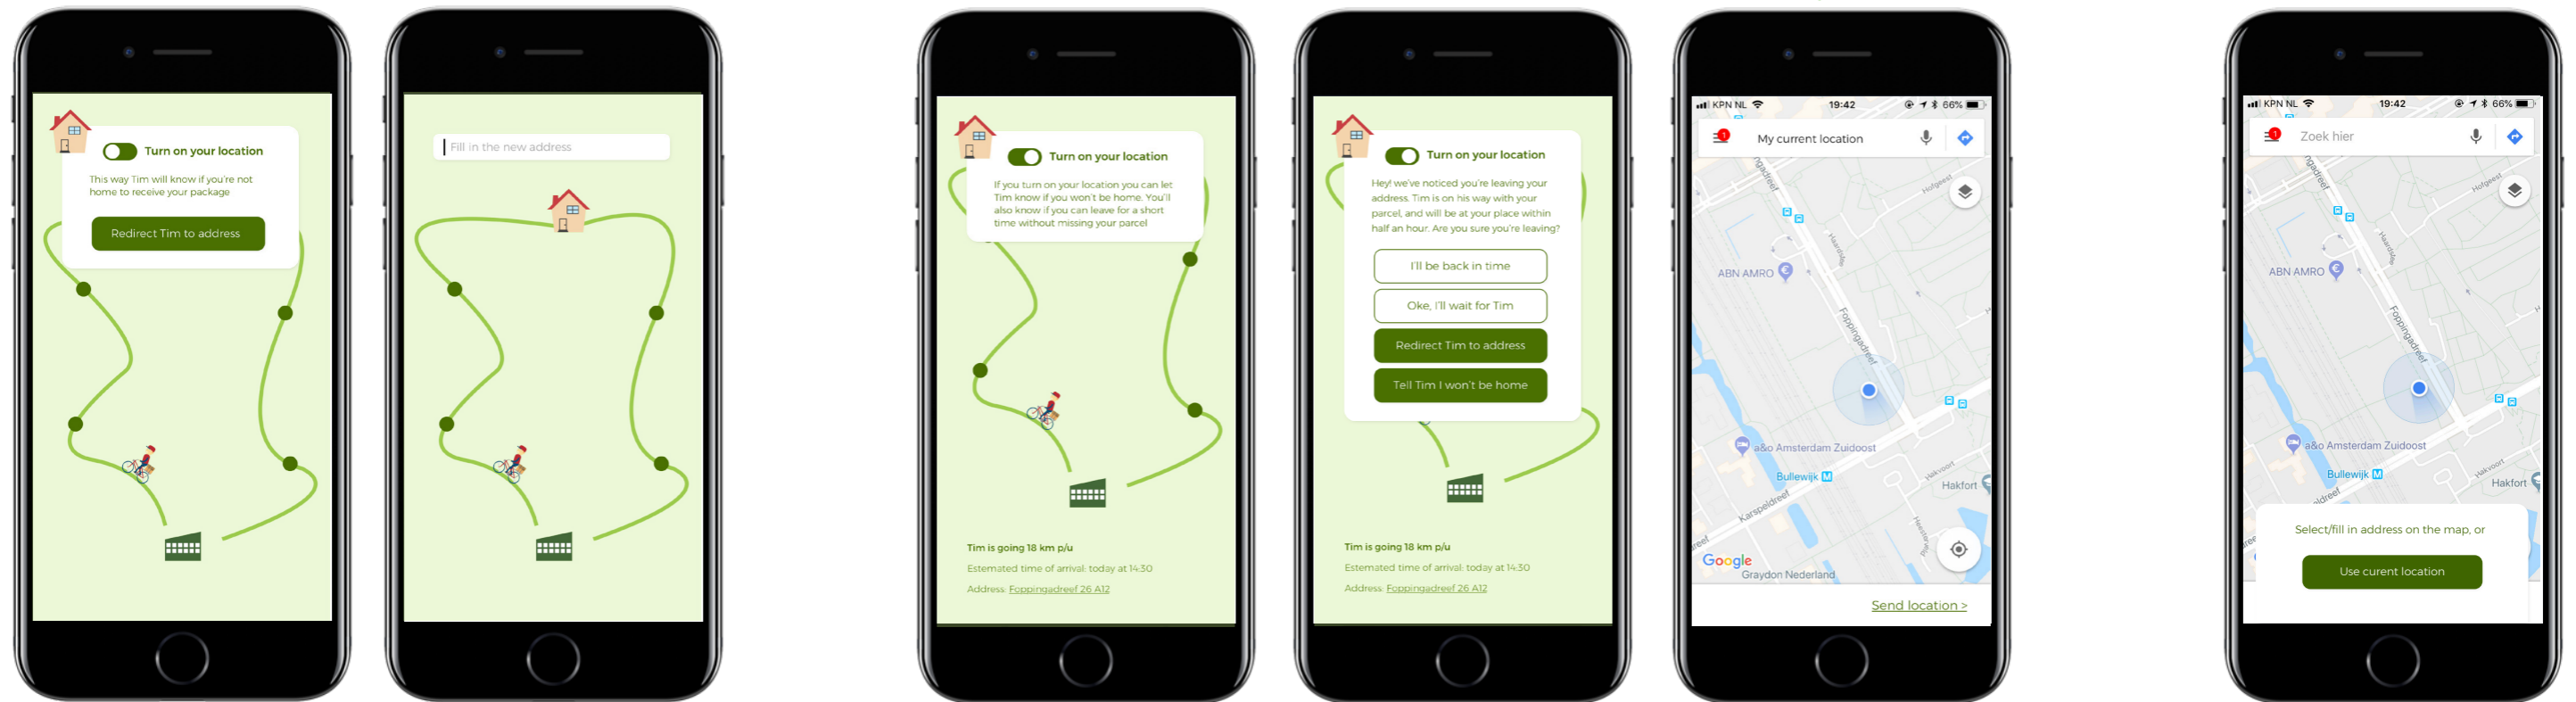 Turn on your location
This way Tim will know if you're not
home to receive your package
Redirect Tim to address
Fill in the new address
Turn on your location
If you turn on your location you can let
Tim know if you won't be home. You'll
also know if you can leave for a short
time without missing your parcel
Tim is going 18 km p/u
Estemated time of arrival: today at 14:30
Address: Foppingadreef 26 A12
Turn on your location
Hey! we've noticed you're leaving your
address. Tim is on his way with your
parcel, and will be at your place within
half an hour. Are you sure you're leaving?
I'll be back in time
Oke, I'll wait for Tim
Redirect Tim to address
Tell Tim I won't be home
Tim is going 18 km p/u
Estemated time of arrival: today at 14:30
Address: Foppingadreef 26 A12
KPN NL 19:42 66%
1
My current location
Hofgeest
Haardstee
ABN AMRO
Foppingadreef
a&o Amsterdam Zuidoost
Bullewijk M
Hakvoort
Hakfort
Karspeldreef
Google
Graydon Nederland
Send location >
KPN NL 19:42 66%
1
Zoek hier
Hofgeest
Haardstee
ABN AMRO
Foppingadreef
a&o Amsterdam Zuidoost
Bullewijk M
Hakvoort
Hakfort
Select/fill in address on the map, or
Use curent location